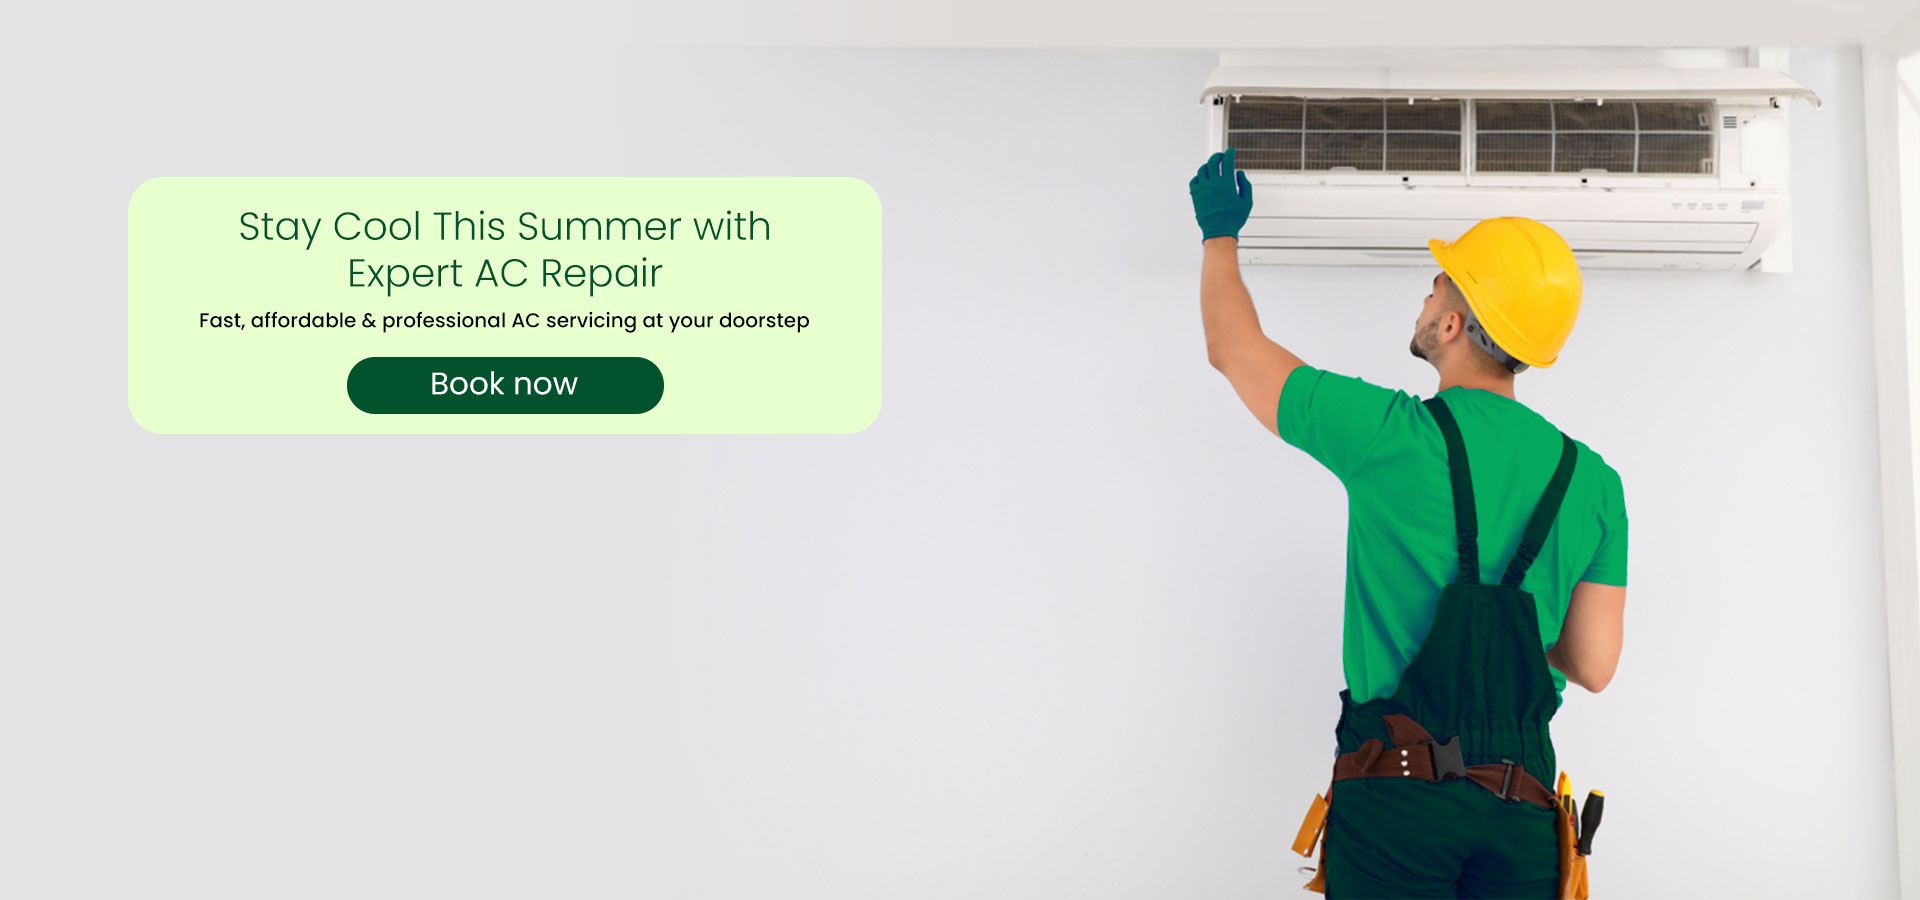 Stay Cool This Summer with
Expert AC Repair
Fast, affordable & professional AC servicing at your doorstep
Book now